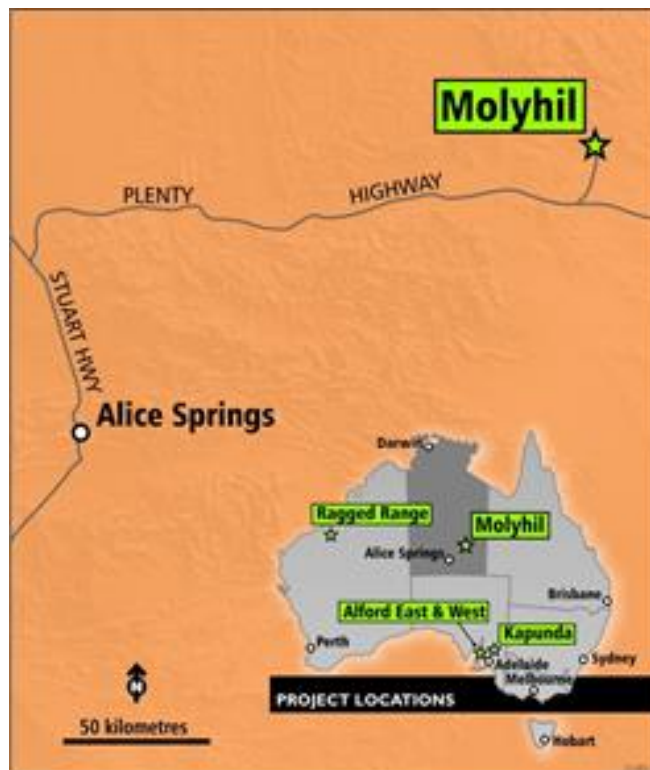 Molyhil
PLENTY
HIGHWAY
STUART HWY
Alice Springs
Darwin
Ragged Range
Molyhil
Alice Springs
Brisbane
Alford East & West
Kapunda
Perth
Adelaide
Sydney
Melbourne
PROJECT LOCATIONS
N
50 kilometres
Hobart